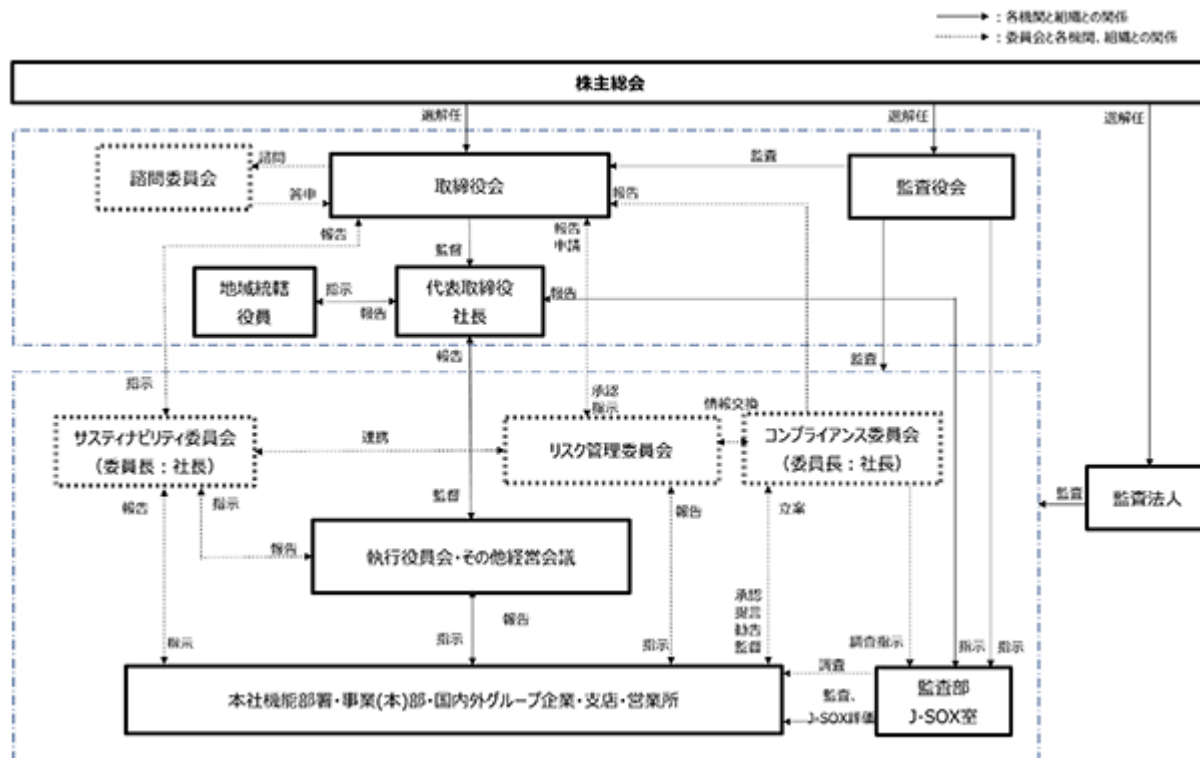 ：各機関と組織との関係
：委員会と各機関、組織との関係
株主総会
選解任
選解任
選解任
諮問委員会
諮問
答申
取締役会
監査
報告
監査役会
報告
監督
報告
申請
地域統轄
役員
指示
報告
代表取締役
社長
報告
報告
監査
指示
承認
指示
情報交換
サスティナビリティ委員会
（委員長：社長）
連携
リスク管理委員会
コンプライアンス委員会
（委員長：社長）
監査
監査法人
報告
指示
監督
報告
立案
報告
執行役員会・その他経営会議
報告
指示
承認
提言
勧告
監督
指示
指示
調査指示
指示
指示
本社機能部署・事業(本)部・国内外グループ企業・支店・営業所
調査
監査、
J-SOX評価
監査部
J-SOX室